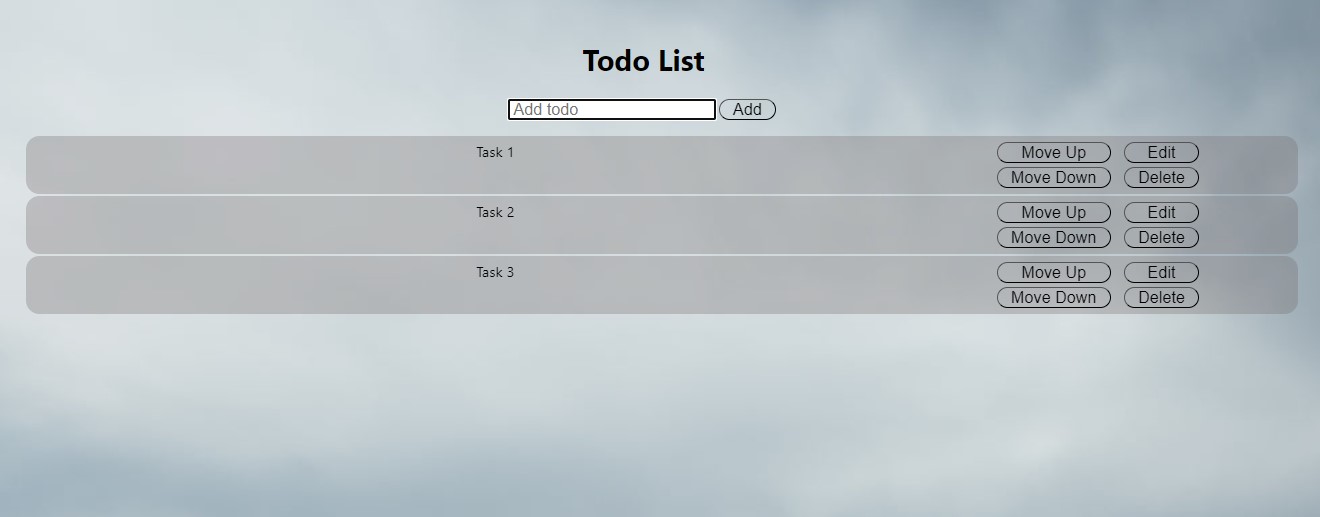 Todo List
Add todo Add
Task 1 Move Up Edit
Move Down Delete
Task 2 Move Up Edit
Move Down Delete
Task 3 Move Up Edit
Move Down Delete